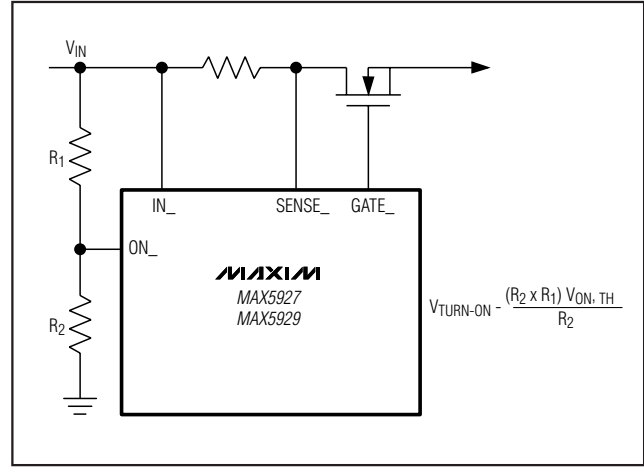 VIN
R1
IN_ SENSE_ GATE_
ON_
MAXIM
MAX5927
MAX5929
R2
VTURN-ON - (R2 x R1) VON, TH
R2